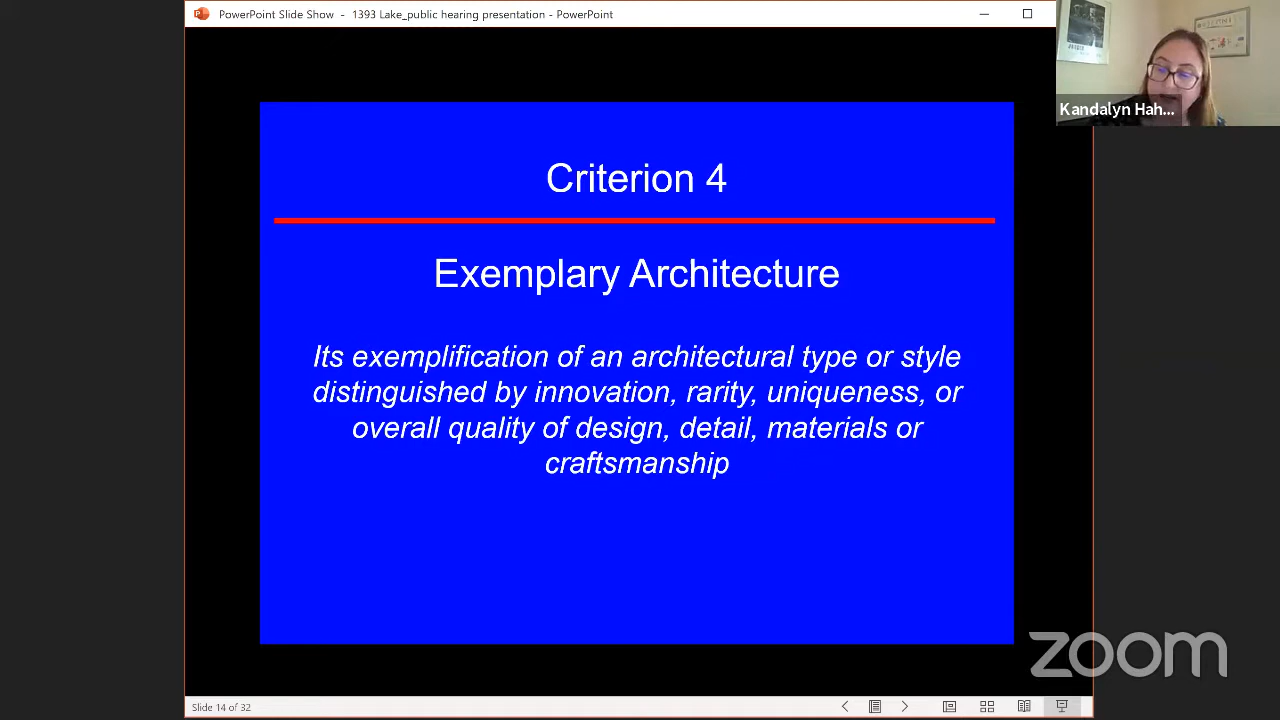 PowerPoint Slide Show - 1393 Lake_public hearing presentation - PowerPoint
Kandalyn Hah...
Criterion 4
Exemplary Architecture
Its exemplification of an architectural type or style
distinguished by innovation, rarity, uniqueness, or
overall quality of design, detail, materials or
craftsmanship
zoom
Slide 14 of 32